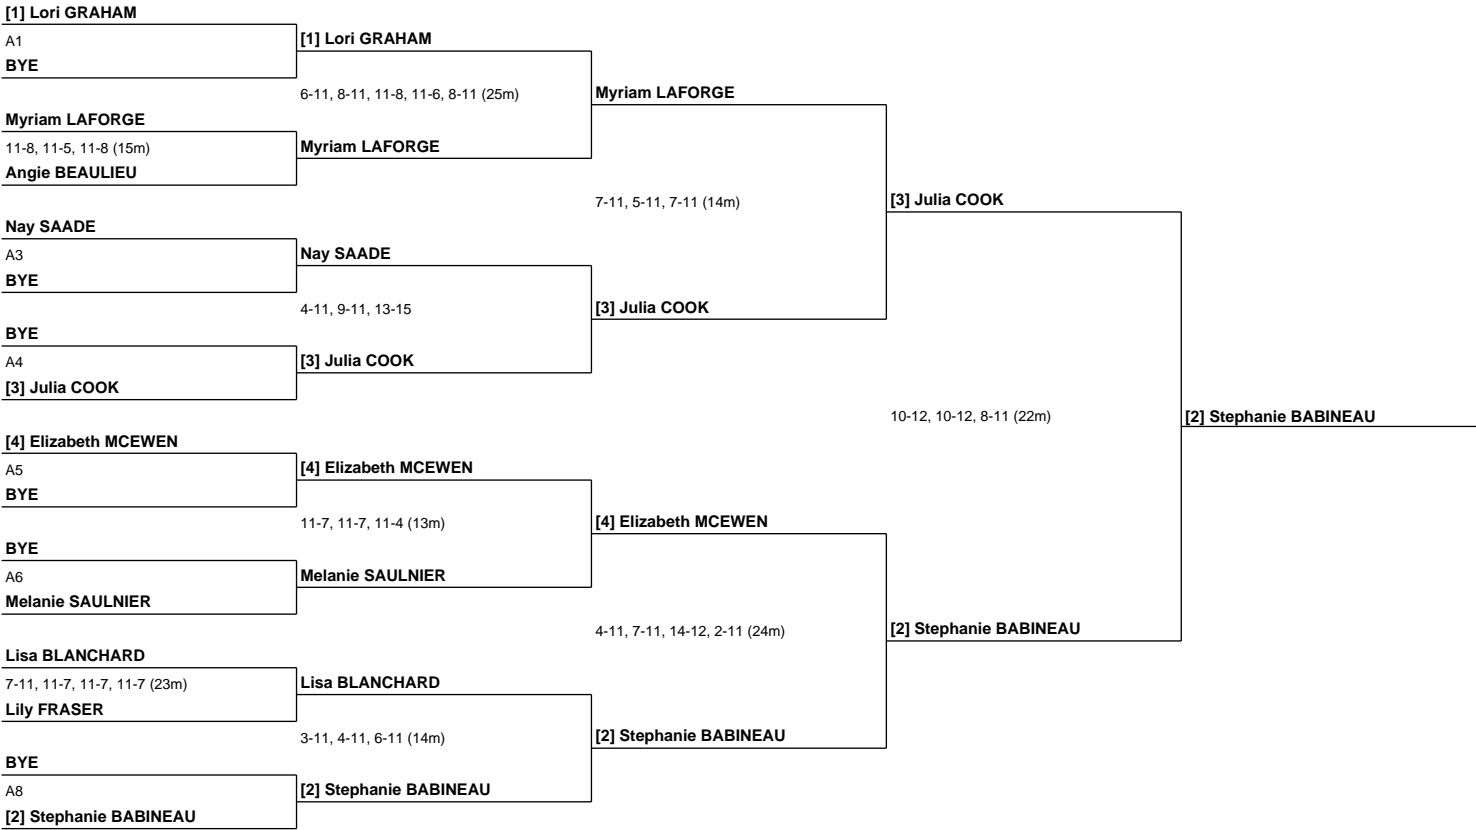 [1] Lori GRAHAM
A1
BYE
Myriam LAFORGE
11-8, 11-5, 11-8 (15m)
Angie BEAULIEU
Nay SAADE
A3
BYE
BYE
A4
[3] Julia COOK
[4] Elizabeth MCEWEN
A5
BYE
BYE
A6
Melanie SAULNIER
Lisa BLANCHARD
7-11, 11-7, 11-7, 11-7 (23m)
Lily FRASER
BYE
A8
[2] Stephanie BABINEAU
[1] Lori GRAHAM
6-11, 8-11, 11-8, 11-6, 8-11 (25m)
Myriam LAFORGE
Nay SAADE
4-11, 9-11, 13-15
[3] Julia COOK
[4] Elizabeth MCEWEN
11-7, 11-7, 11-4 (13m)
Melanie SAULNIER
Lisa BLANCHARD
3-11, 4-11, 6-11 (14m)
[2] Stephanie BABINEAU
Myriam LAFORGE
7-11, 5-11, 7-11 (14m)
[3] Julia COOK
[4] Elizabeth MCEWEN
4-11, 7-11, 14-12, 2-11 (24m)
[2] Stephanie BABINEAU
[3] Julia COOK
10-12, 10-12, 8-11 (22m)
[2] Stephanie BABINEAU
[2] Stephanie BABINEAU